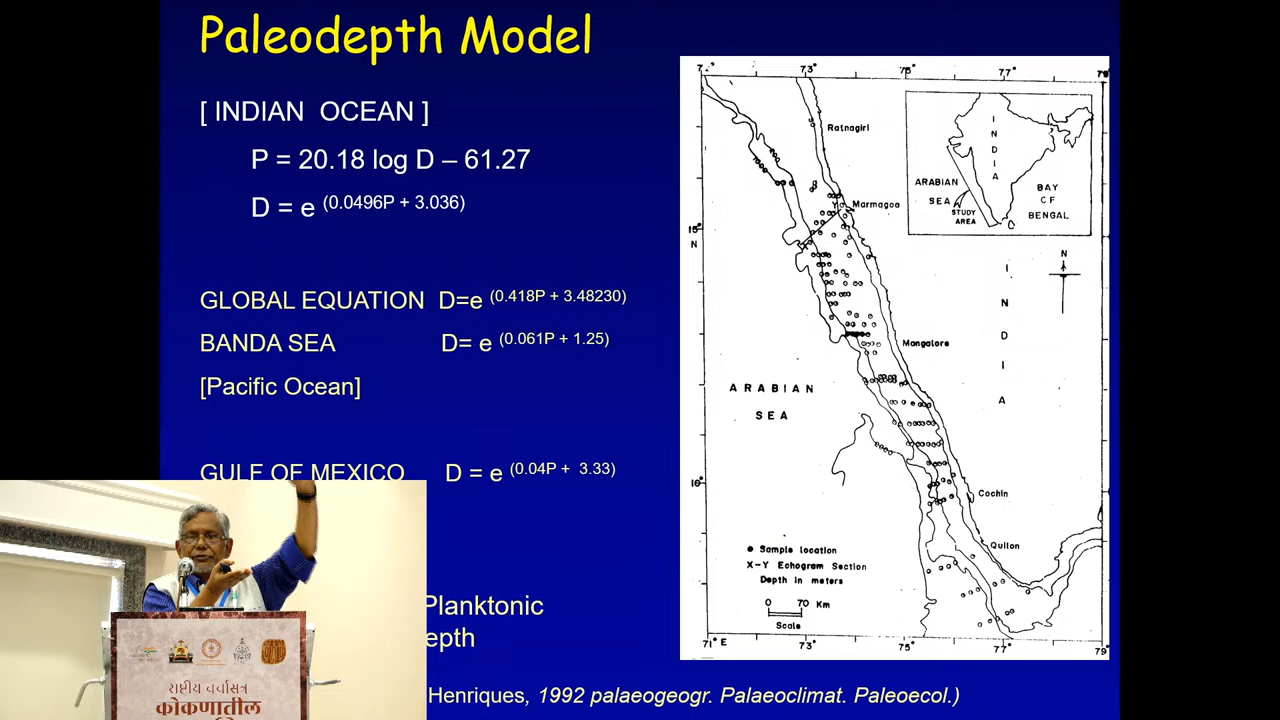 Paleodepth Model
[ INDIAN OCEAN ]
P = 20.18 log D – 61.27
D = e (0.0496P + 3.036)
GLOBAL EQUATION D=e (0.418P + 3.48230)
BANDA SEA D= e (0.061P + 1.25)
[Pacific Ocean]
GULF OF MEXICO D = e (0.04P + 3.33)
Planktonic
epth
Henriques, 1992 palaeogeogr. Palaeoclimat. Paleoecol.)
73° 75° 77° 79°
Ratnagiri
INDIA
ARABIAN
SEA
STUDY
AREA
BAY
OF
BENGAL
Marmagoa
15°
N
X
Y
N
INDIA
Mangalore
ARABIAN
SEA
10°
Cochin
Quilon
Sample location
X-Y Echogram Section
Depth in meters
0 70 Km
Scale
71° E 73° 75° 77° 79°
राष्ट्रीय चर्चासत्र
कोकणातील